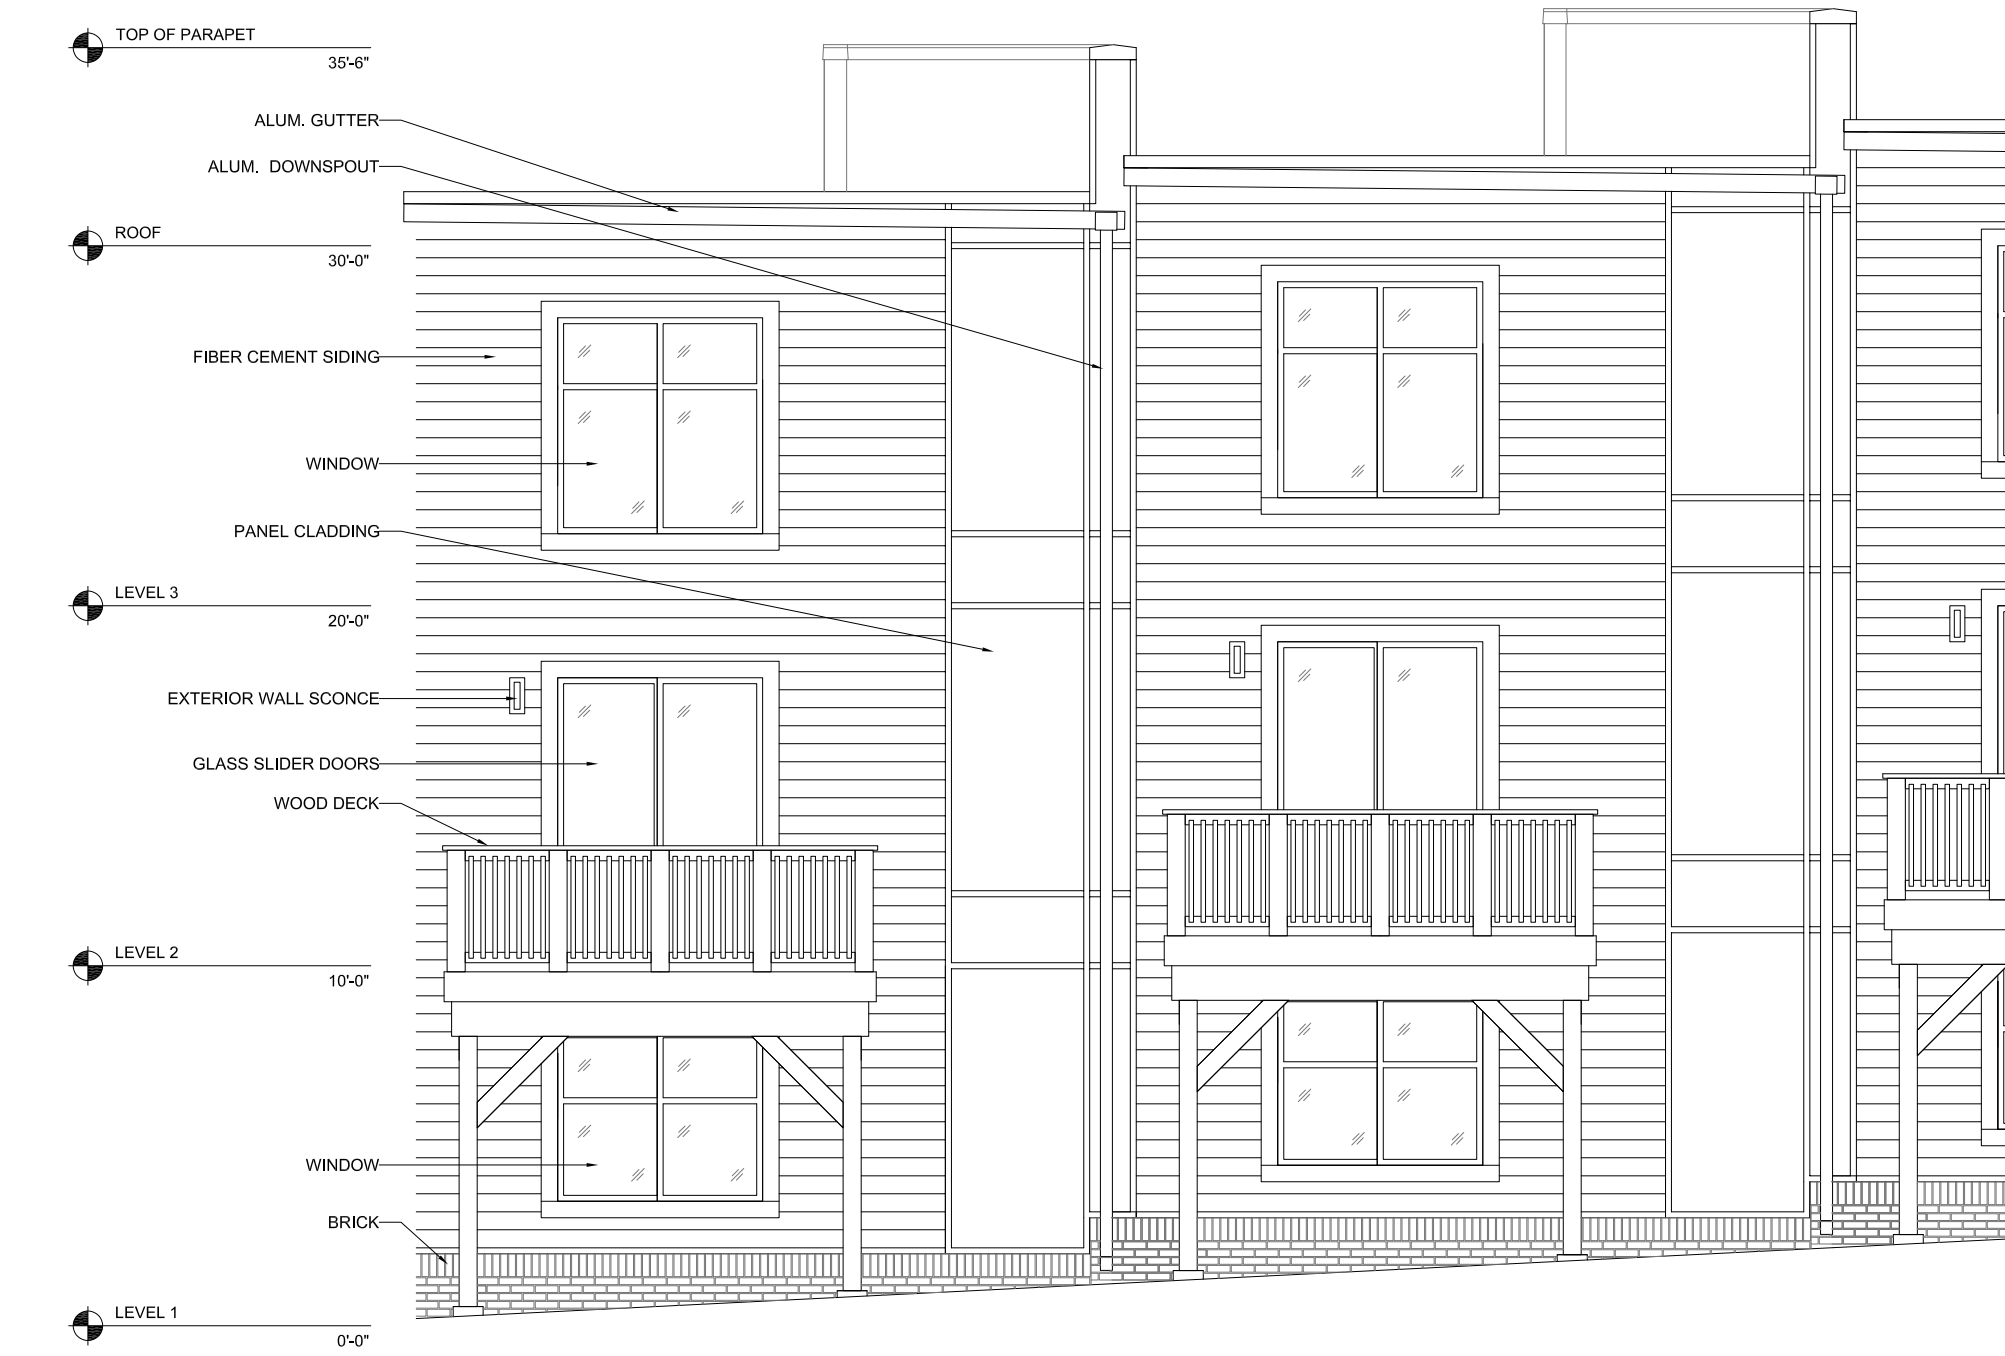 TOP OF PARAPET
35'-6"
ALUM. GUTTER
ALUM. DOWNSPOUT
ROOF
30'-0"
FIBER CEMENT SIDING
WINDOW
PANEL CLADDING
LEVEL 3
20'-0"
EXTERIOR WALL SCONCE
GLASS SLIDER DOORS
WOOD DECK
LEVEL 2
10'-0"
WINDOW
BRICK
LEVEL 1
0'-0"